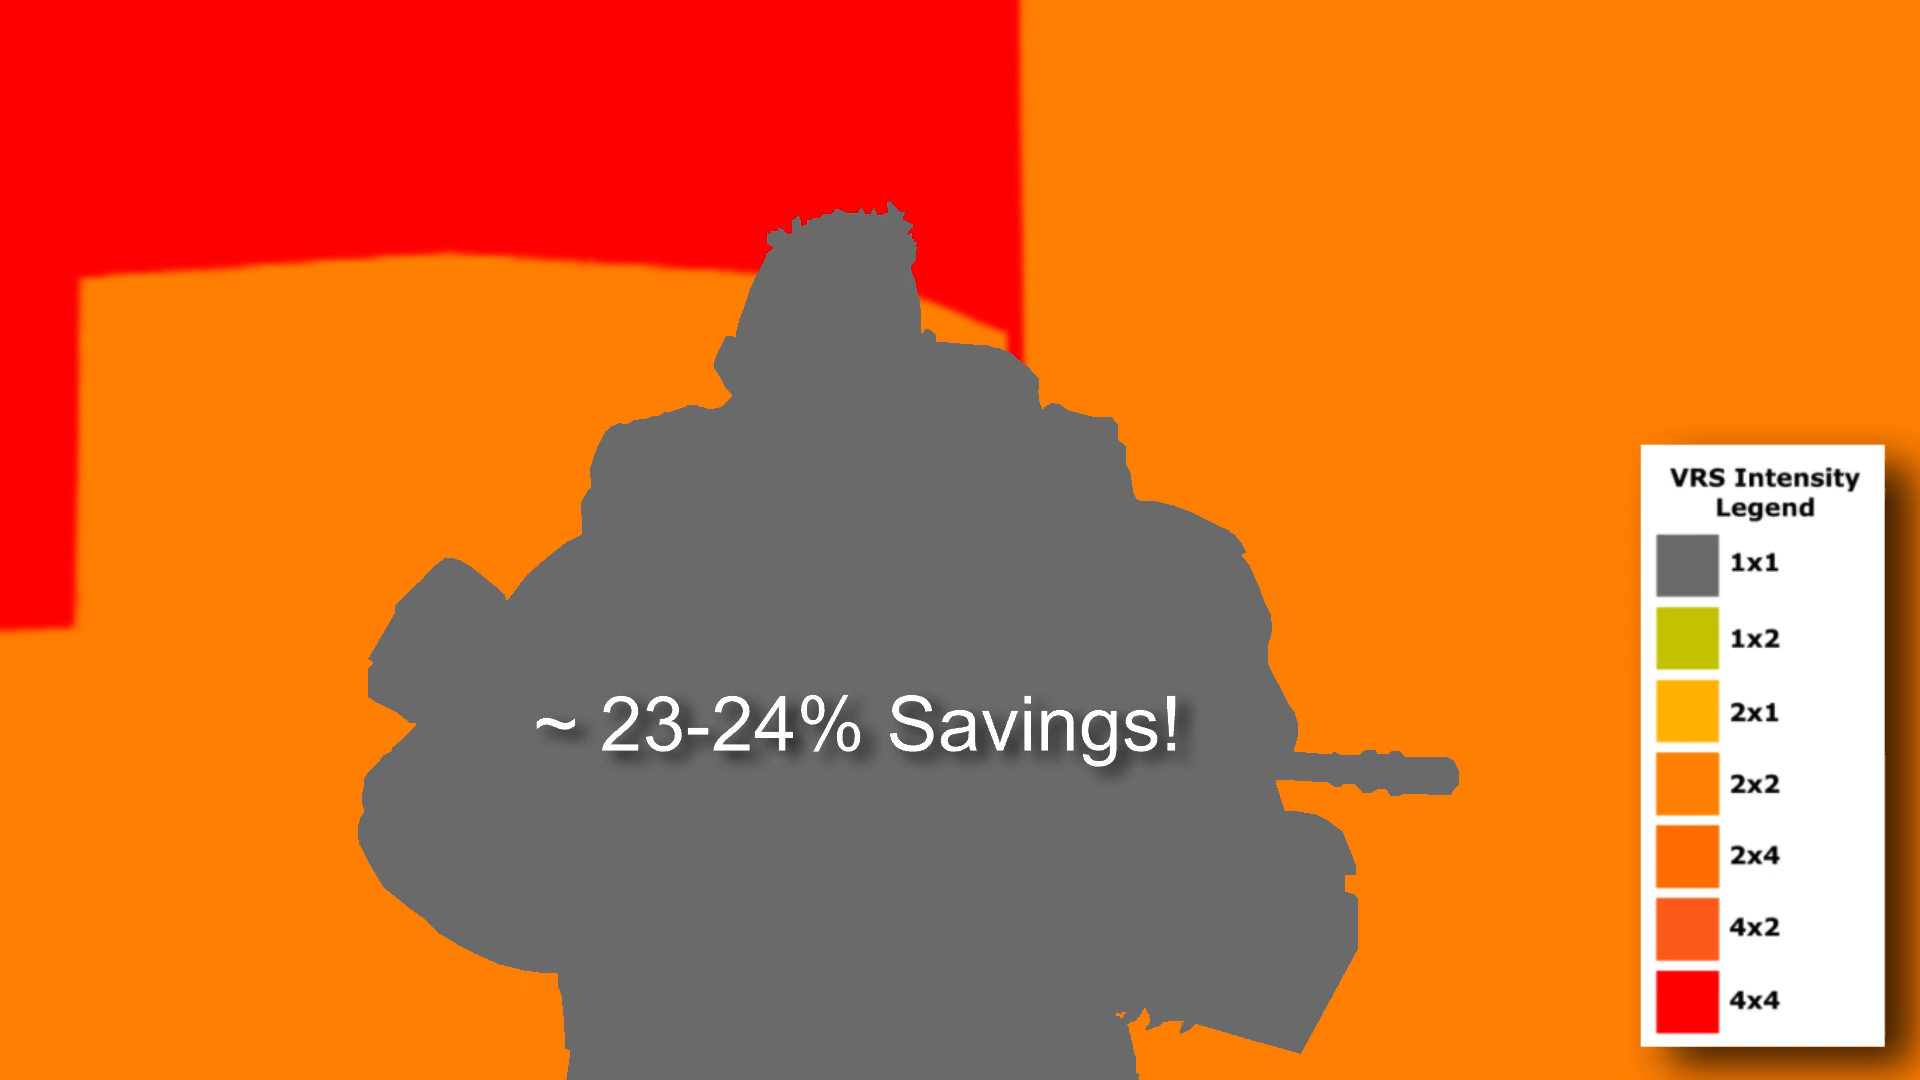 ~ 23-24% Savings!
VRS Intensity
Legend
1x1
1x2
2x1
2x2
2x4
4x2
4x4